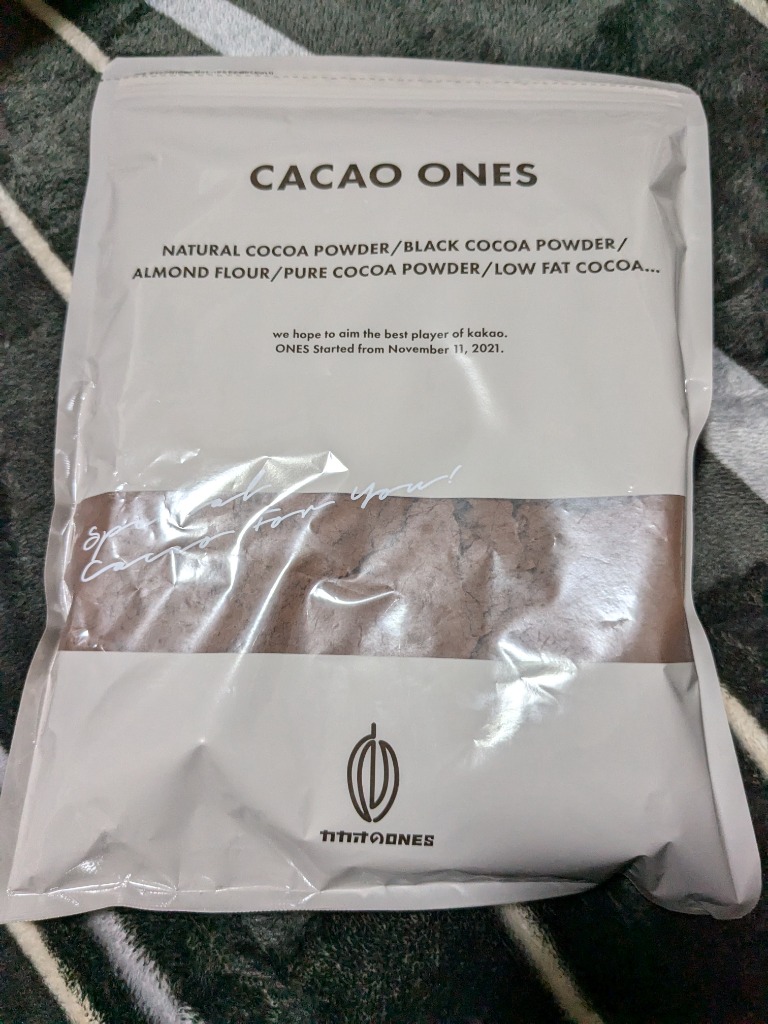 CACAO ONES
NATURAL COCOA POWDER/BLACK COCOA POWDER/
ALMOND FLOUR/PURE COCOA POWDER/LOW FAT COCOA...
we hope to aim the best player of kakao.
ONES Started from November 11, 2021.
Special
Cacao for you!
カカオのONES